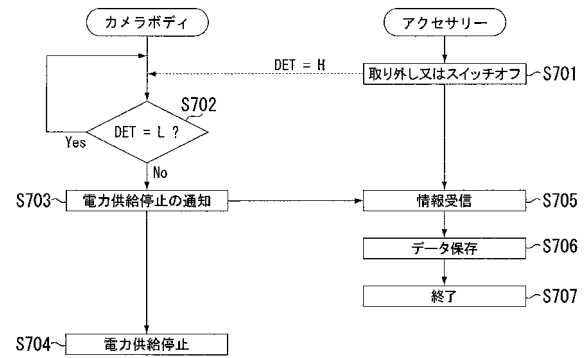 カメラボディ
アクセサリー
DET = H
取り外し又はスイッチオフ
S701
S702
DET = L ?
Yes
No
S703
電力供給停止の通知
情報受信
S705
データ保存
S706
終了
S707
S704
電力供給停止